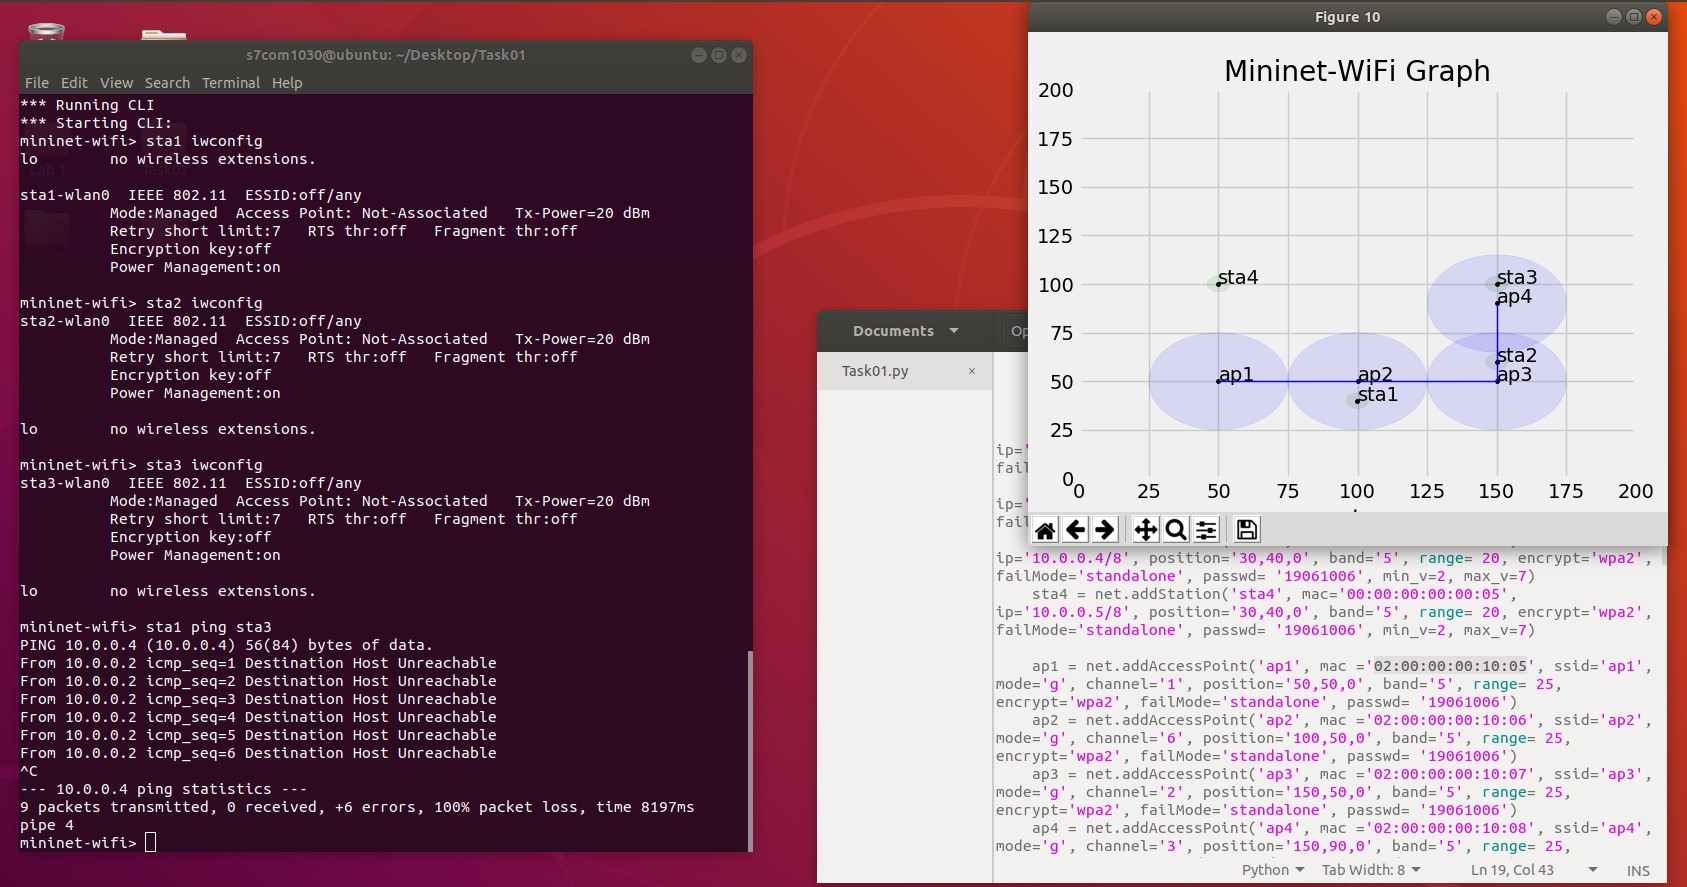 s7com1030@ubuntu: ~/Desktop/Task01
File Edit View Search Terminal Help
*** Running CLI
*** Starting CLI:
mininet-wifi> sta1 iwconfig
lo        no wireless extensions.
sta1-wlan0  IEEE 802.11  ESSID:off/any
Mode:Managed  Access Point: Not-Associated   Tx-Power=20 dBm
Retry short limit:7   RTS thr:off   Fragment thr:off
Encryption key:off
Power Management:on
mininet-wifi> sta2 iwconfig
sta2-wlan0  IEEE 802.11  ESSID:off/any
Mode:Managed  Access Point: Not-Associated   Tx-Power=20 dBm
Retry short limit:7   RTS thr:off   Fragment thr:off
Encryption key:off
Power Management:on
lo        no wireless extensions.
mininet-wifi> sta3 iwconfig
sta3-wlan0  IEEE 802.11  ESSID:off/any
Mode:Managed  Access Point: Not-Associated   Tx-Power=20 dBm
Retry short limit:7   RTS thr:off   Fragment thr:off
Encryption key:off
Power Management:on
lo        no wireless extensions.
mininet-wifi> sta1 ping sta3
PING 10.0.0.4 (10.0.0.4) 56(84) bytes of data.
From 10.0.0.2 icmp_seq=1 Destination Host Unreachable
From 10.0.0.2 icmp_seq=2 Destination Host Unreachable
From 10.0.0.2 icmp_seq=3 Destination Host Unreachable
From 10.0.0.2 icmp_seq=4 Destination Host Unreachable
From 10.0.0.2 icmp_seq=5 Destination Host Unreachable
From 10.0.0.2 icmp_seq=6 Destination Host Unreachable
^C
--- 10.0.0.4 ping statistics ---
9 packets transmitted, 0 received, +6 errors, 100% packet loss, time 8197ms
pipe 4
mininet-wifi>
Figure 10
Mininet-WiFi Graph
200
175
150
125
100
75
50
25
0
sta4
sta3
ap4
sta2
ap1
ap2
ap3
sta1
0 25 50 75 100 125 150 175 200
Documents
Op
Task01.py ×
ip='
fail
ip='
fail
ip='10.0.0.4/8', position='30,40,0', band='5', range= 20, encrypt='wpa2',
failMode='standalone', passwd= '19061006', min_v=2, max_v=7)
sta4 = net.addStation('sta4', mac='00:00:00:00:00:05',
ip='10.0.0.5/8', position='30,40,0', band='5', range= 20, encrypt='wpa2',
failMode='standalone', passwd= '19061006', min_v=2, max_v=7)
ap1 = net.addAccessPoint('ap1', mac ='02:00:00:00:10:05', ssid='ap1',
mode='g', channel='1', position='50,50,0', band='5', range= 25,
encrypt='wpa2', failMode='standalone', passwd= '19061006')
ap2 = net.addAccessPoint('ap2', mac ='02:00:00:00:10:06', ssid='ap2',
mode='g', channel='6', position='100,50,0', band='5', range= 25,
encrypt='wpa2', failMode='standalone', passwd= '19061006')
ap3 = net.addAccessPoint('ap3', mac ='02:00:00:00:10:07', ssid='ap3',
mode='g', channel='2', position='150,50,0', band='5', range= 25,
encrypt='wpa2', failMode='standalone', passwd= '19061006')
ap4 = net.addAccessPoint('ap4', mac ='02:00:00:00:10:08', ssid='ap4',
mode='g', channel='3', position='150,90,0', band='5', range= 25,
Python Tab Width: 8 Ln 19, Col 43 INS